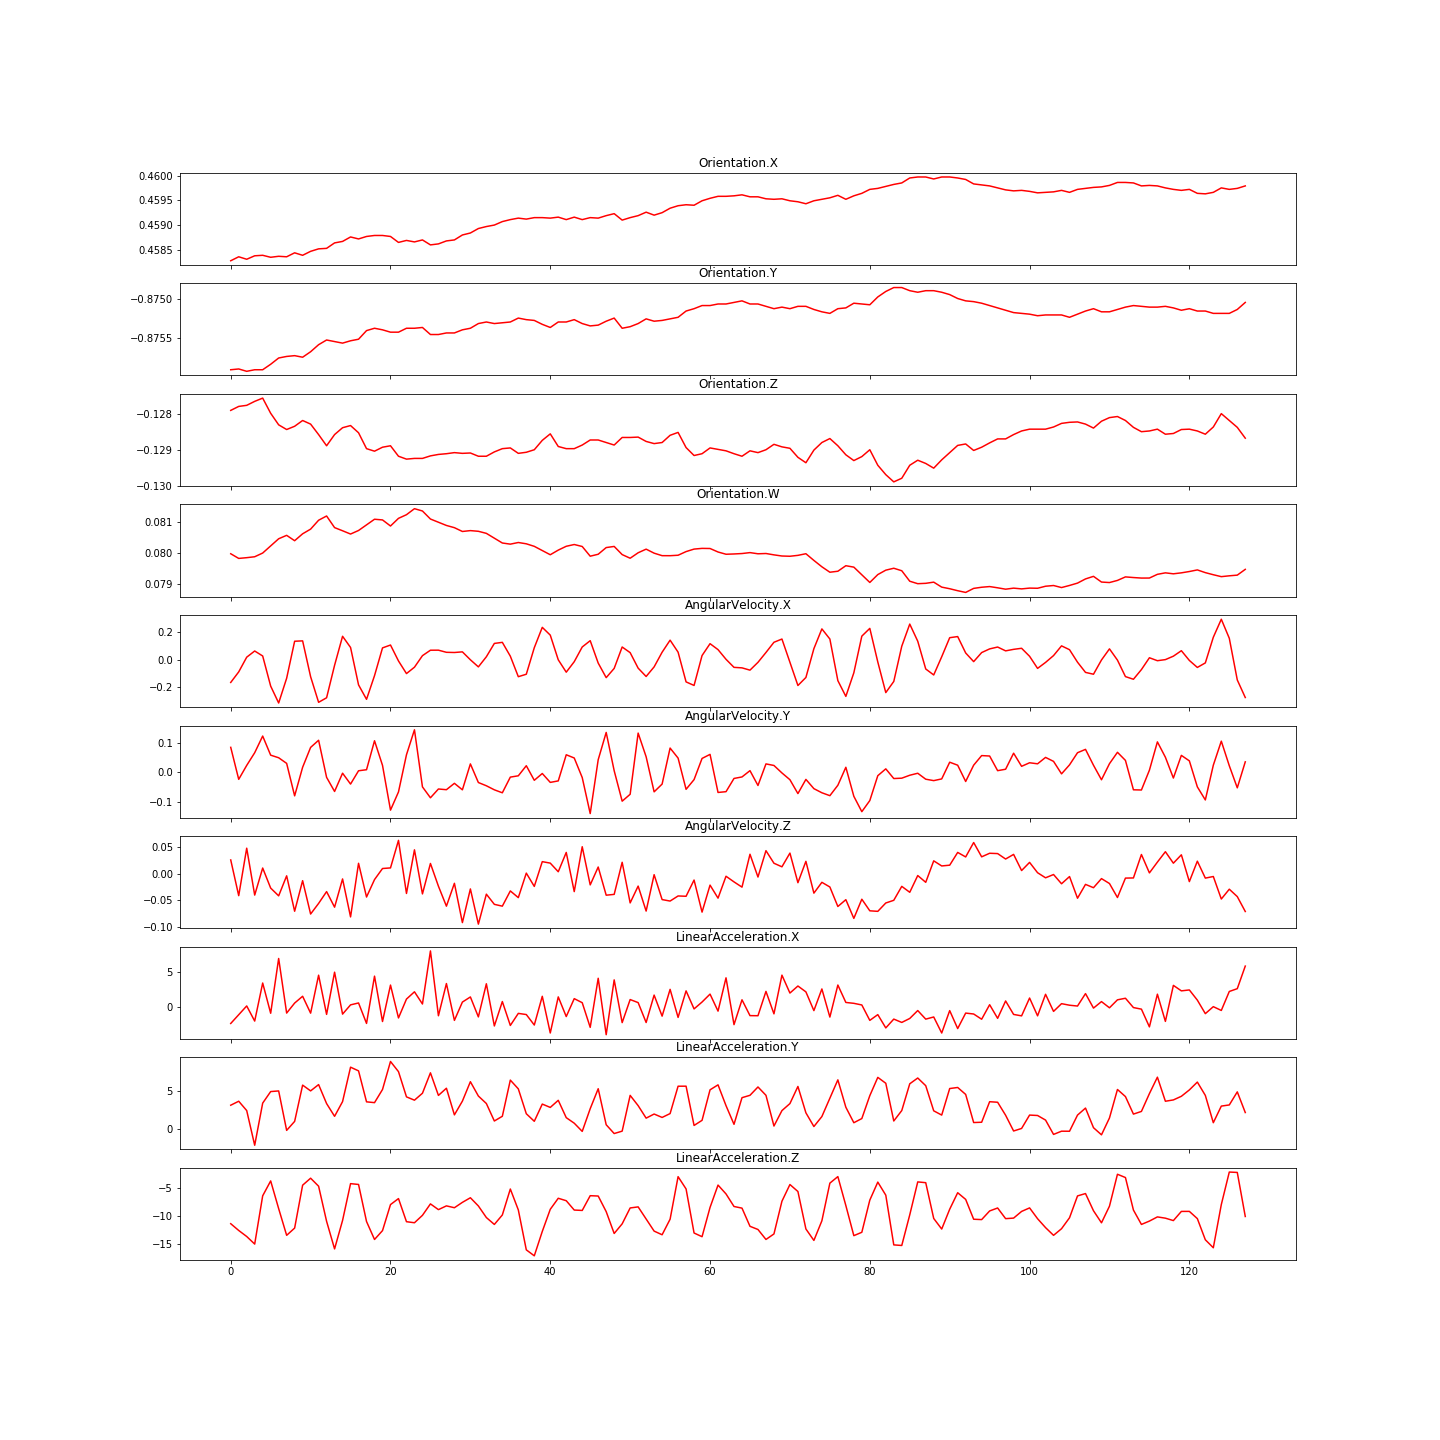 Orientation.X
0.4600
0.4595
0.4590
0.4585
Orientation.Y
−0.8750
−0.8755
Orientation.Z
−0.128
−0.129
−0.130
Orientation.W
0.081
0.080
0.079
AngularVelocity.X
0.2
0.0
−0.2
AngularVelocity.Y
0.1
0.0
−0.1
AngularVelocity.Z
0.05
0.00
−0.05
−0.10
LinearAcceleration.X
5
0
LinearAcceleration.Y
5
0
LinearAcceleration.Z
−5
−10
−15
0 20 40 60 80 100 120